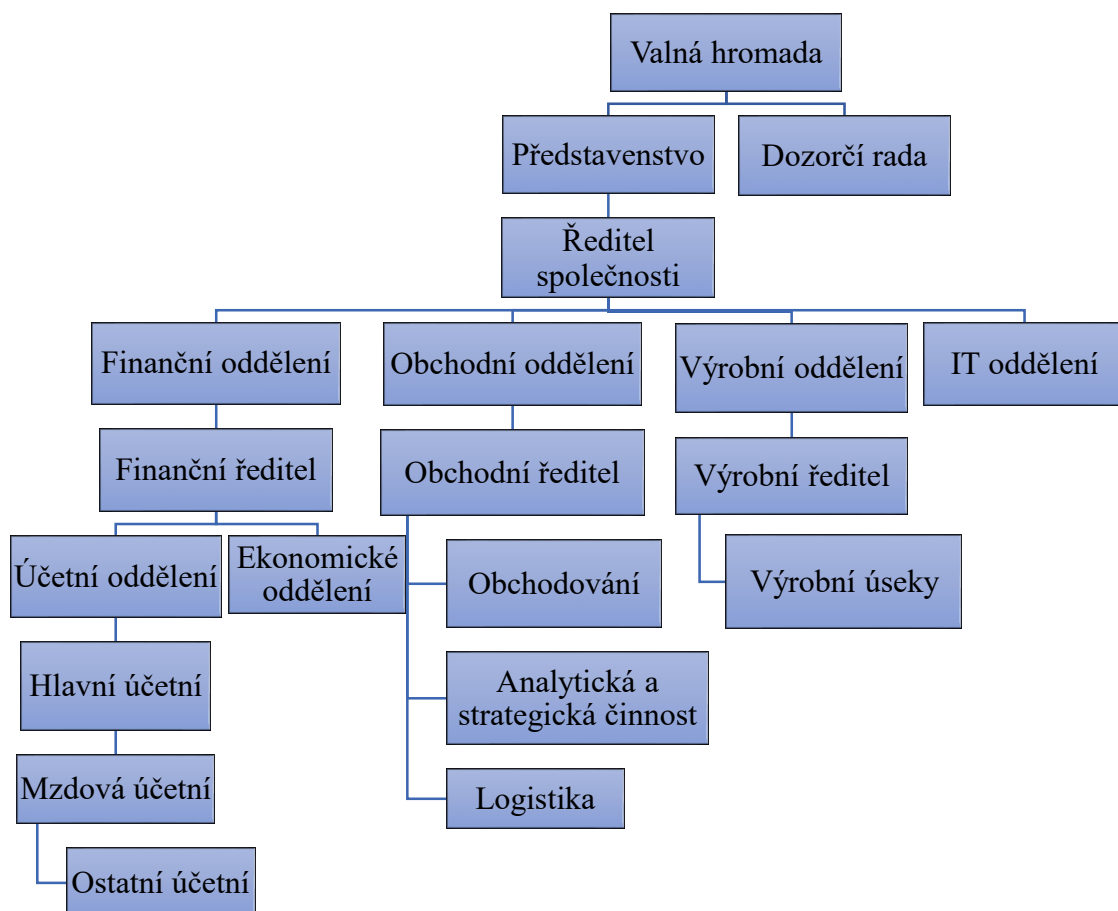 Valná hromada
Představenstvo
Dozorčí rada
Ředitel
společnosti
Finanční oddělení
Obchodní oddělení
Výrobní oddělení
IT oddělení
Finanční ředitel
Obchodní ředitel
Výrobní ředitel
Účetní oddělení
Ekonomické
oddělení
Obchodování
Výrobní úseky
Hlavní účetní
Analytická a
strategická činnost
Mzdová účetní
Logistika
Ostatní účetní